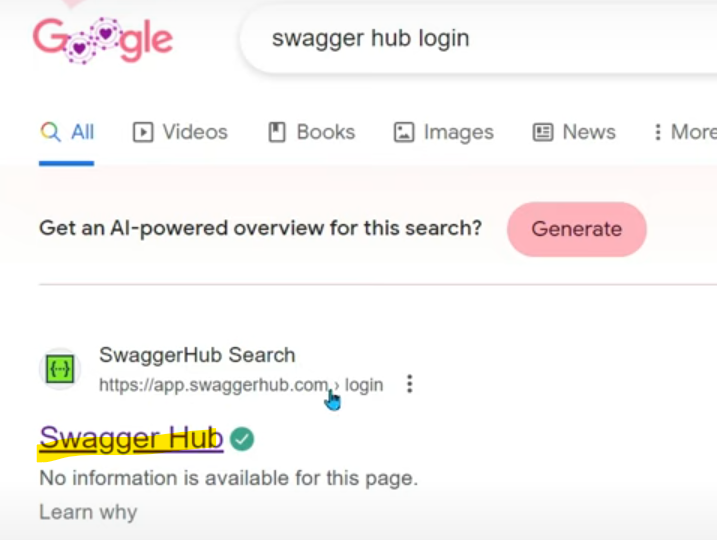 Google
swagger hub login
All Videos Books Images News More
Get an AI-powered overview for this search? Generate
SwaggerHub Search
https://app.swaggerhub.com › login
Swagger Hub
No information is available for this page.
Learn why